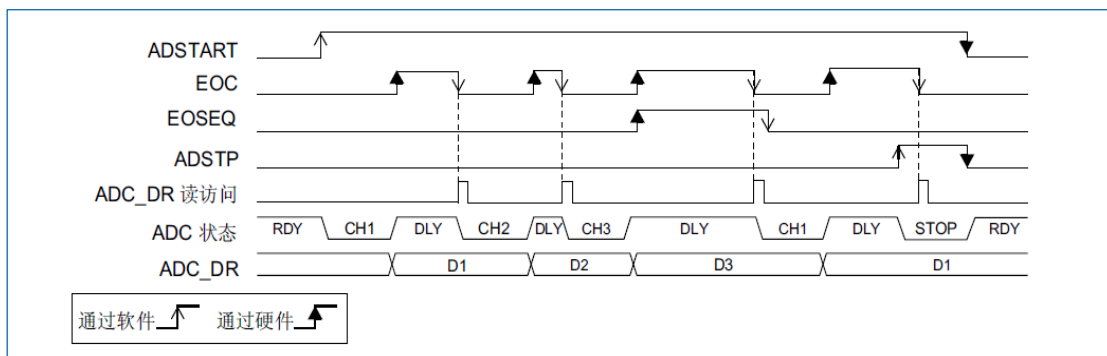 ADSTART
EOC
EOSEQ
ADSTP
ADC_DR 读访问
ADC 状态 RDY CH1 DLY CH2 DLY CH3 DLY CH1 DLY STOP RDY
ADC_DR D1 D2 D3 D1
通过软件 通过硬件